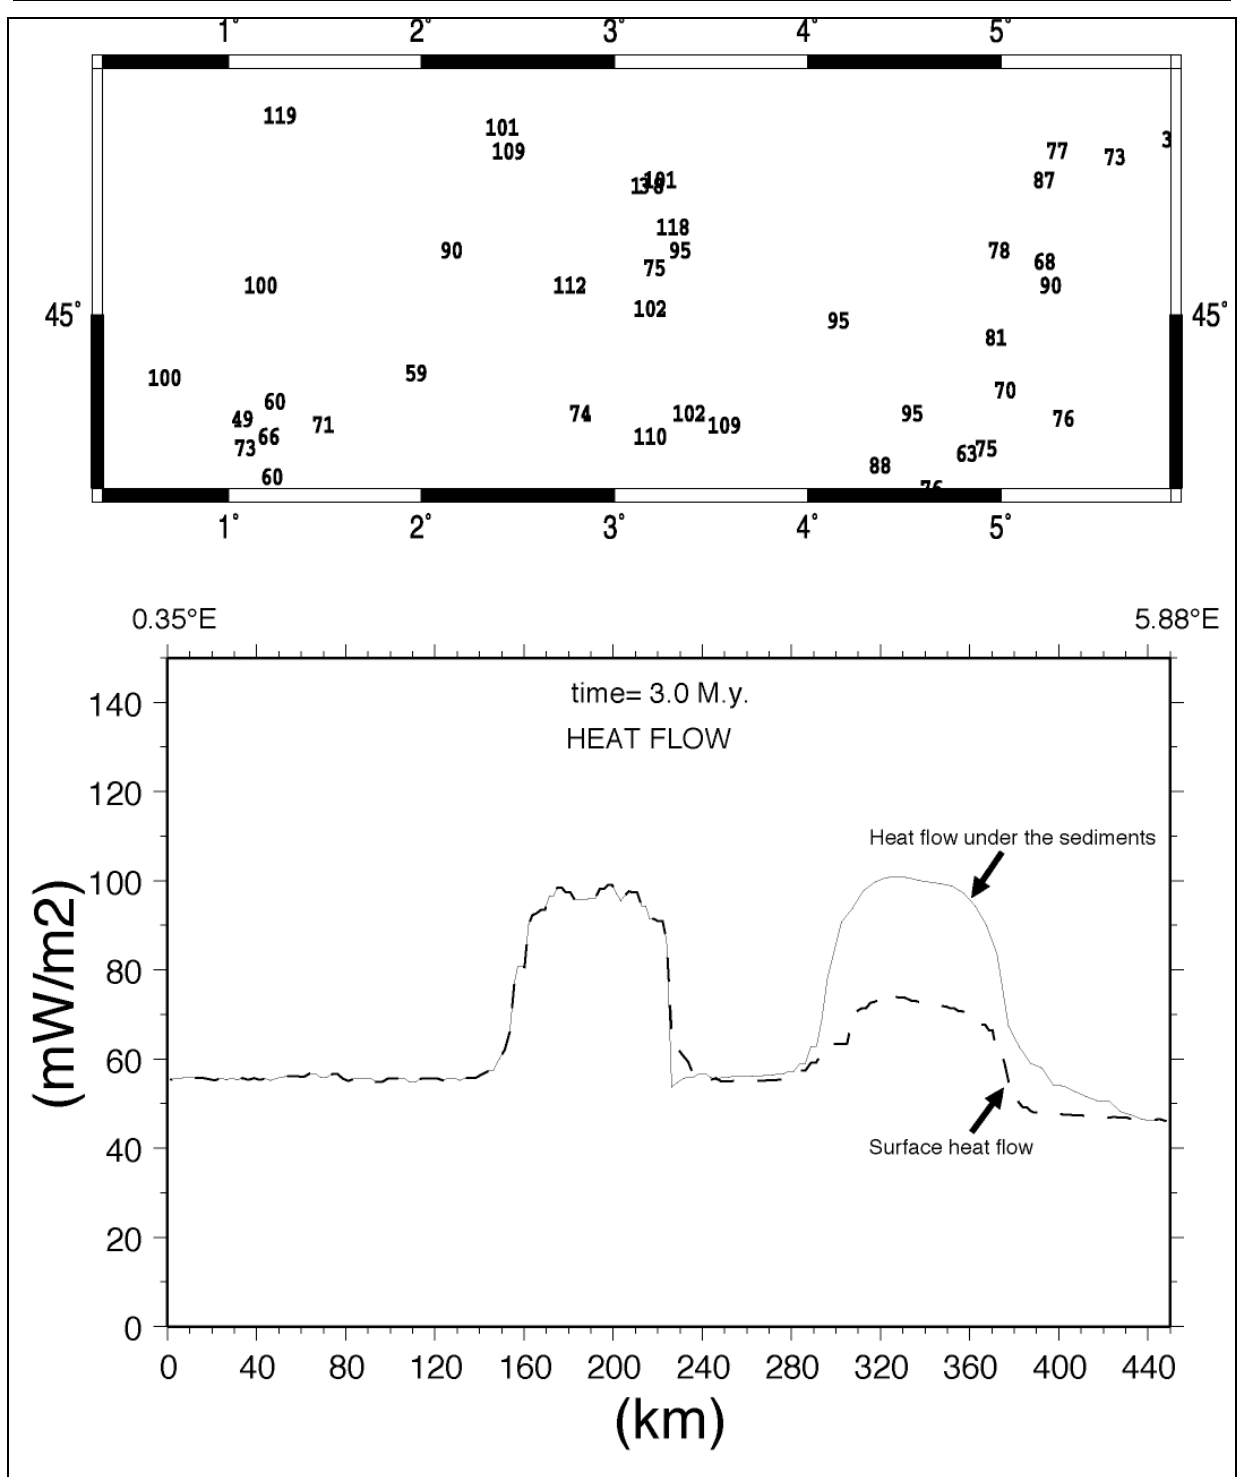 1° 2° 3° 4° 5°
119
101
3
109 77 73
101 87
118
90 95 78
75 68
100 112 90
102
45° 45°
95
81
59
100
70
60
49 74 102 95 76
71 109
66 110
73 63 75
88
60
76
1° 2° 3° 4° 5°
0.35°E 5.88°E
time= 3.0 M.y.
140
HEAT FLOW
120
Heat flow under the sediments
100
80
(mW/m2)
60
Surface heat flow
40
20
0
0 40 80 120 160 200 240 280 320 360 400 440
(km)